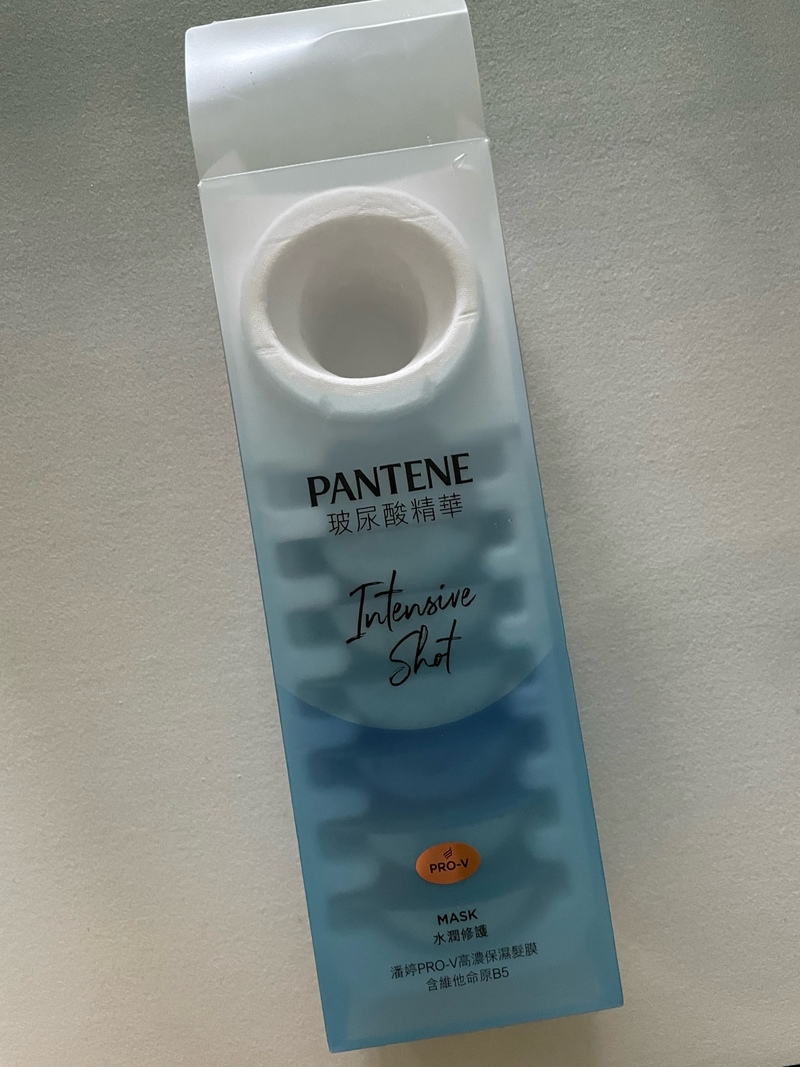 PANTENE
玻尿酸精華
Intensive
Shot
PRO-V
MASK
水潤修護
潘婷PRO-V高濃保濕髮膜
含維他命原B5